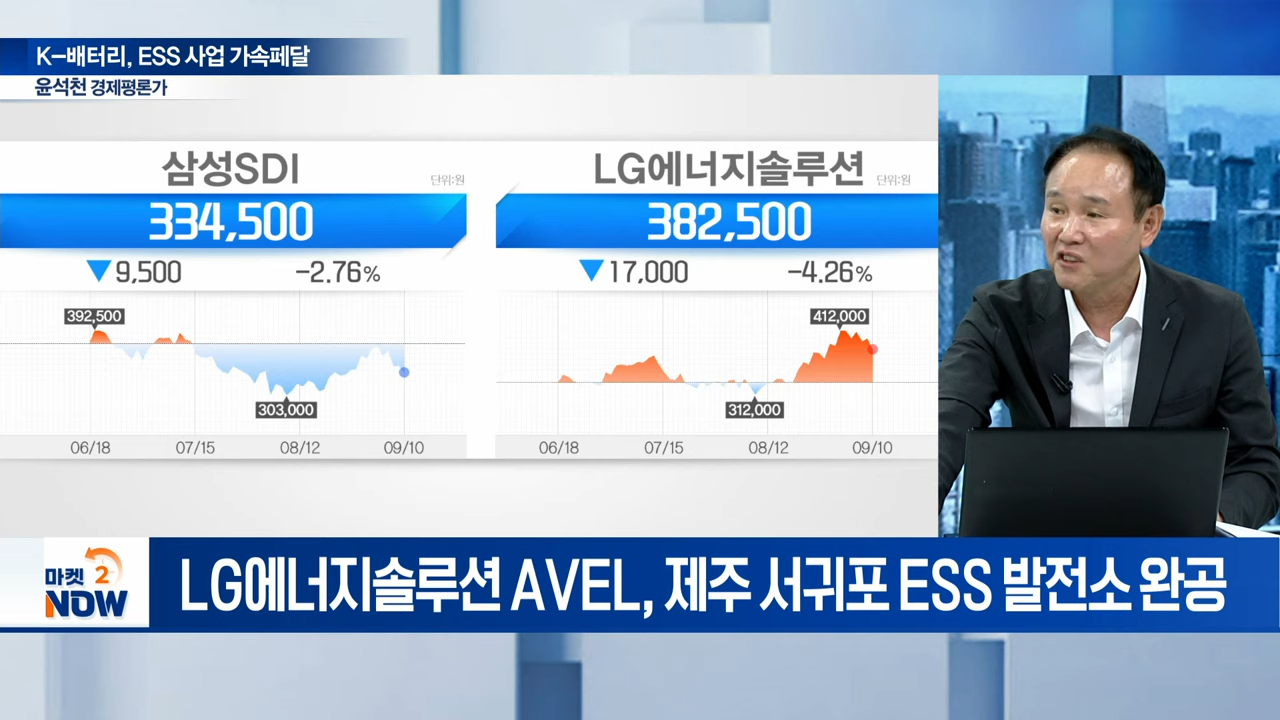 K-배터리, ESS 사업 가속페달
윤석천 경제평론가
삼성SDI
단위:원
334,500
▼9,500 -2.76%
392,500
303,000
06/18 07/15 08/12 09/10
LG에너지솔루션
단위:원
382,500
▼17,000 -4.26%
412,000
312,000
06/18 07/15 08/12 09/10
마켓 2
NOW
LG에너지솔루션 AVEL, 제주 서귀포 ESS 발전소 완공